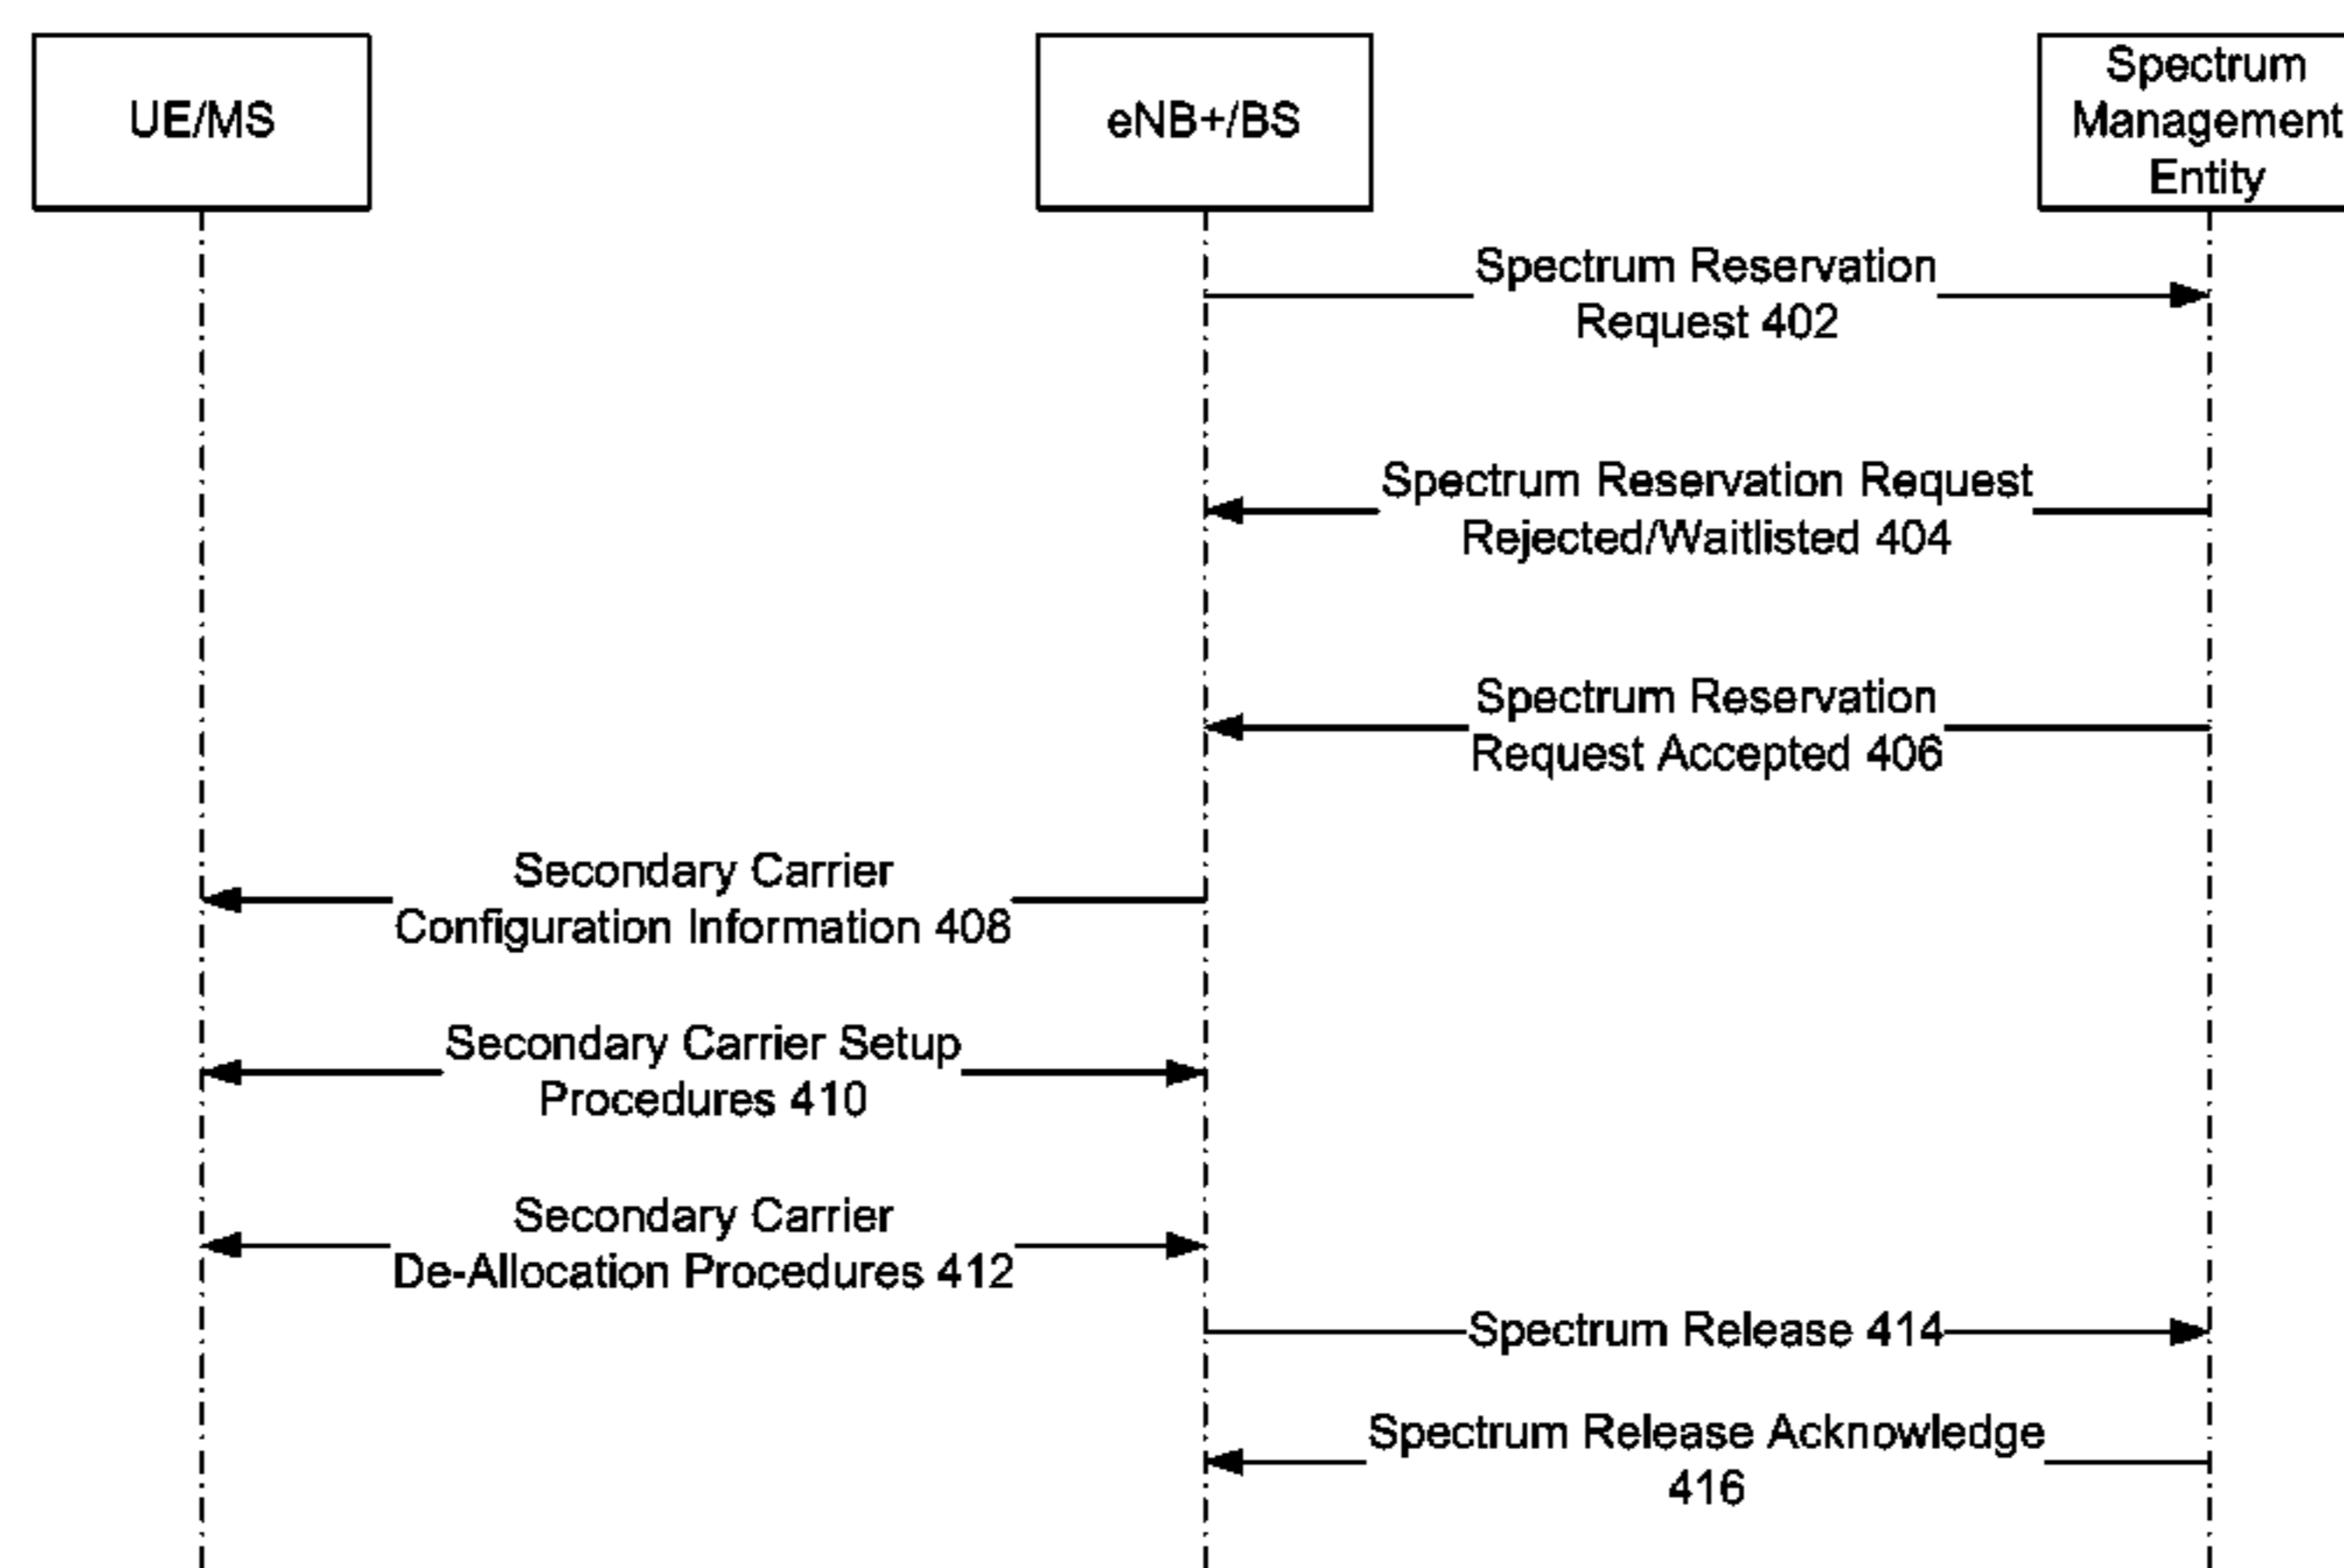 UE/MS
eNB+/BS
Spectrum
Management
Entity
Spectrum Reservation
Request 402
Spectrum Reservation Request
Rejected/Waitlisted 404
Spectrum Reservation
Request Accepted 406
Secondary Carrier
Configuration Information 408
Secondary Carrier Setup
Procedures 410
Secondary Carrier
De-Allocation Procedures 412
Spectrum Release 414
Spectrum Release Acknowledge
416